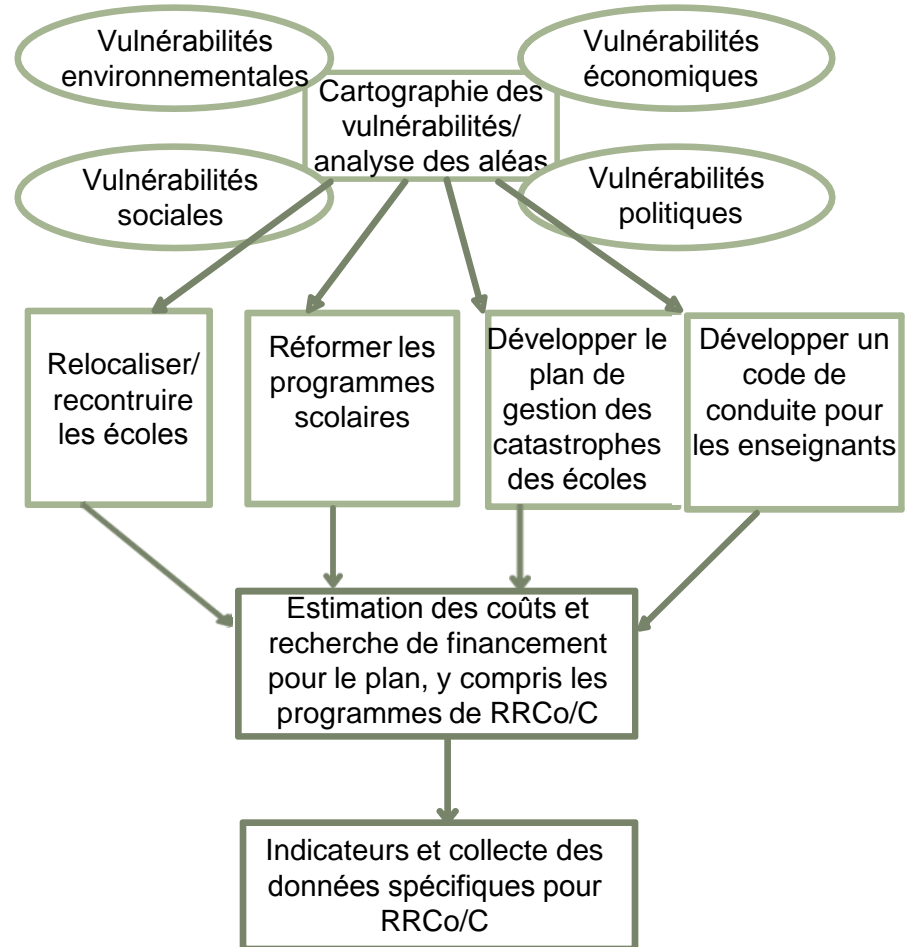 Vulnérabilités
environnementales
Vulnérabilités
économiques
Cartographie des
vulnérabilités/
analyse des aléas
Vulnérabilités
sociales
Vulnérabilités
politiques
Relocaliser/
recontruire
les écoles
Réformer les
programmes
scolaires
Développer le
plan de
gestion des
catastrophes
des écoles
Développer un
code de
conduite pour
les enseignants
Estimation des coûts et
recherche de financement
pour le plan, y compris les
programmes de RRCo/C
Indicateurs et collecte des
données spécifiques pour
RRCo/C